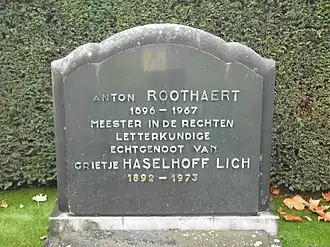 ANTON ROOTHAERT
1896 – 1967
MEESTER IN DE RECHTEN
LETTERKUNDIGE
ECHTGENOOT VAN
GRIETJE HASELHOFF LICH
1892 – 1973